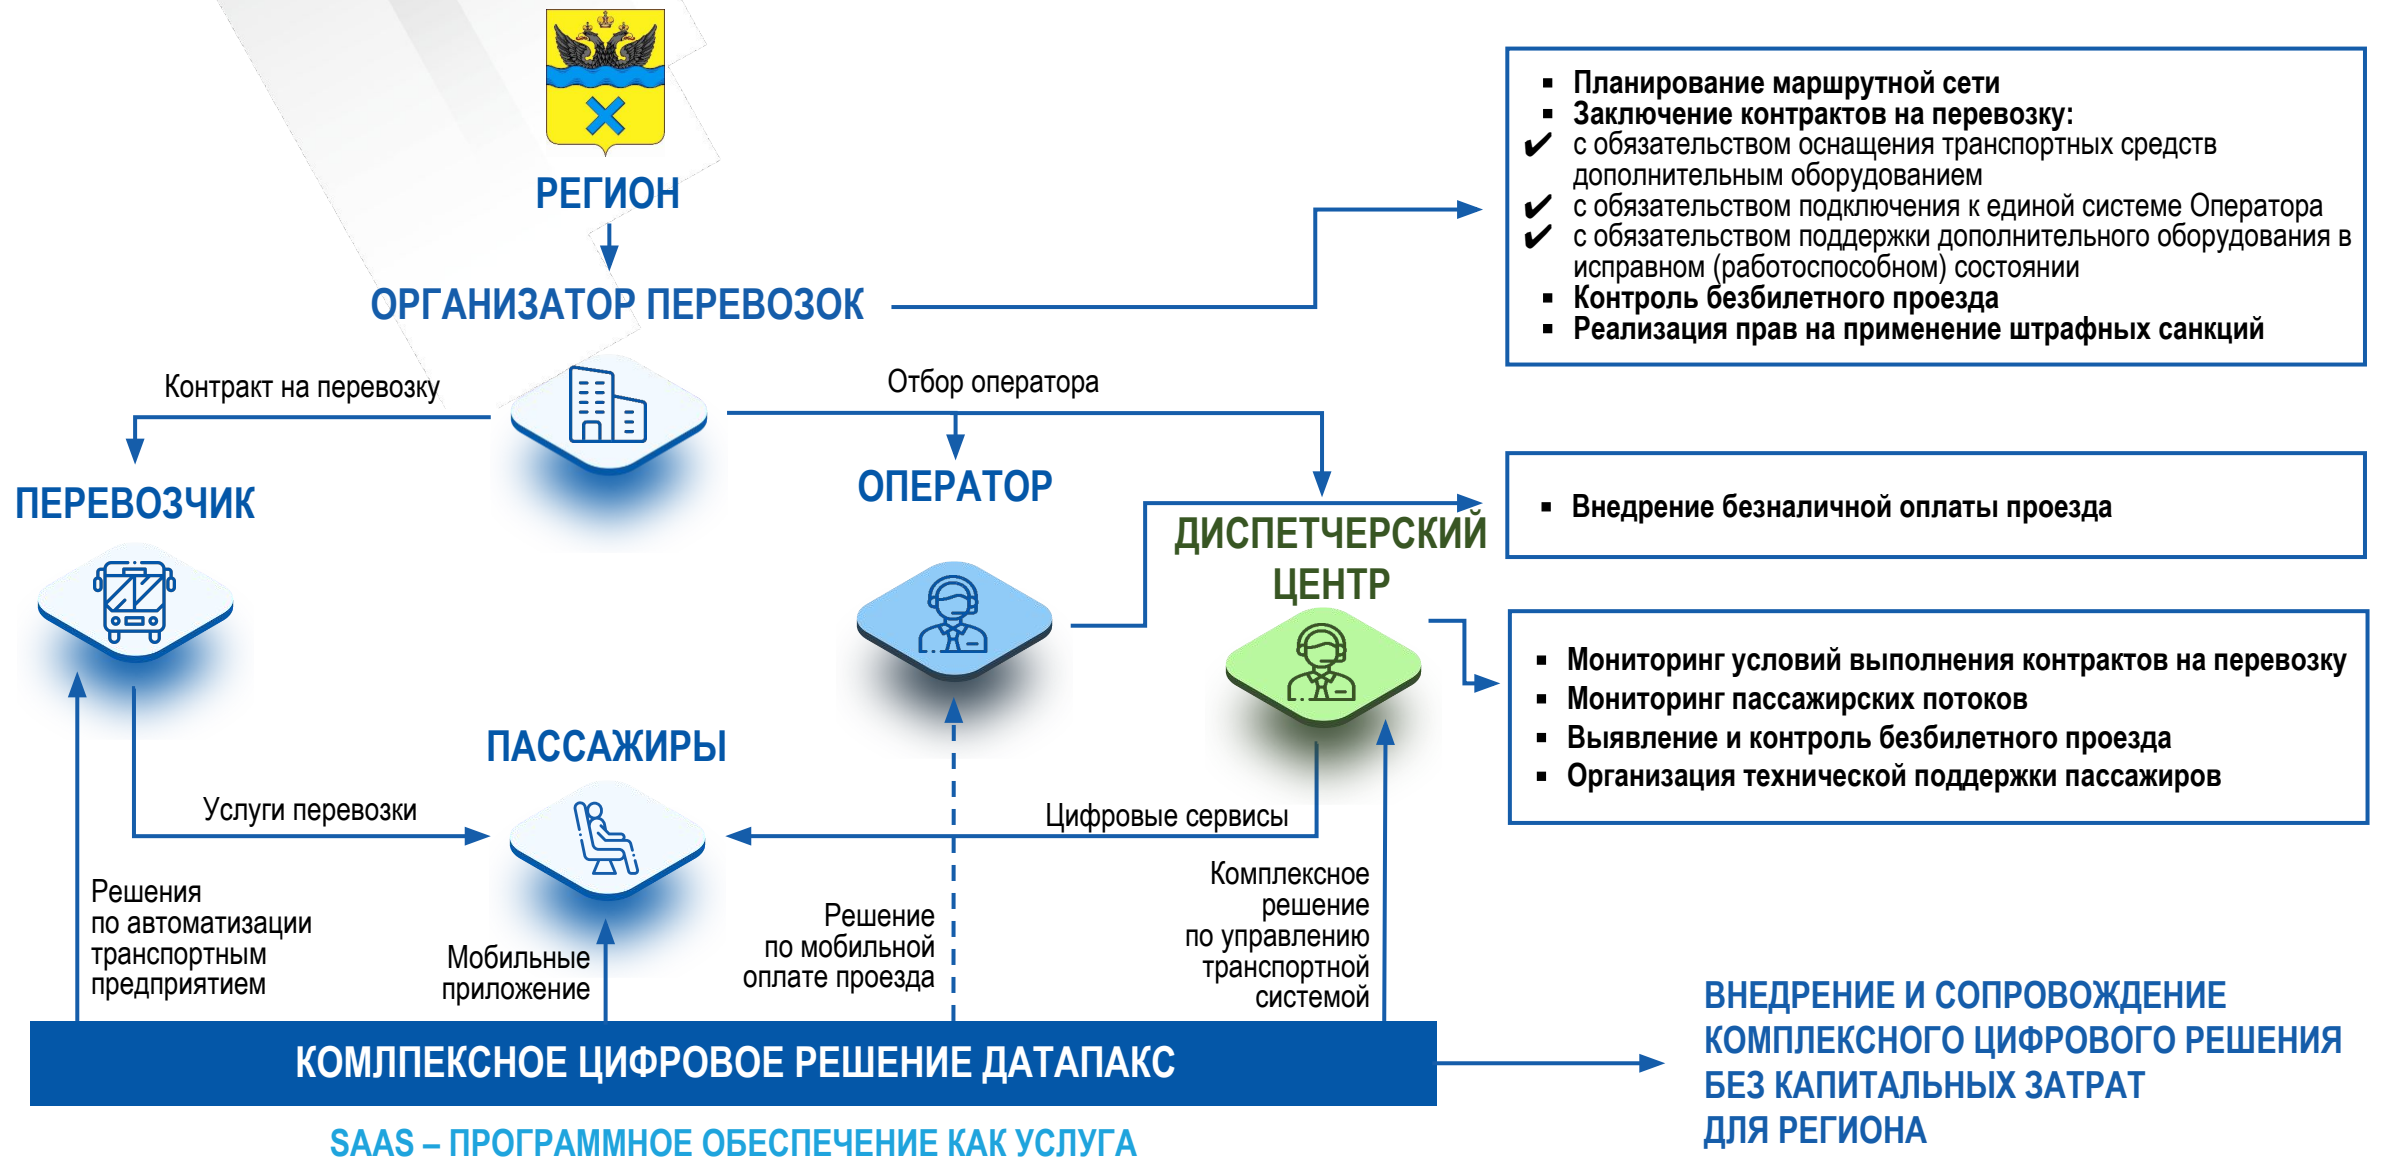 РЕГИОН
ОРГАНИЗАТОР ПЕРЕВОЗОК
▪ Планирование маршрутной сети
▪ Заключение контрактов на перевозку:
✔ с обязательством оснащения транспортных средств
дополнительным оборудованием
✔ с обязательством подключения к единой системе Оператора
✔ с обязательством поддержки дополнительного оборудования в
исправном (работоспособном) состоянии
▪ Контроль безбилетного проезда
▪ Реализация прав на применение штрафных санкций
Контракт на перевозку
Отбор оператора
ПЕРЕВОЗЧИК
ОПЕРАТОР
ДИСПЕТЧЕРСКИЙ
ЦЕНТР
▪ Внедрение безналичной оплаты проезда
▪ Мониторинг условий выполнения контрактов на перевозку
▪ Мониторинг пассажирских потоков
▪ Выявление и контроль безбилетного проезда
▪ Организация технической поддержки пассажиров
ПАССАЖИРЫ
Услуги перевозки
Цифровые сервисы
Решения
по автоматизации
транспортным
предприятием
Мобильные
приложение
Решение
по мобильной
оплате проезда
Комплексное
решение
по управлению
транспортной
системой
КОМЛПЕКСНОЕ ЦИФРОВОЕ РЕШЕНИЕ ДАТАПАКС
SAAS – ПРОГРАММНОЕ ОБЕСПЕЧЕНИЕ КАК УСЛУГА
ВНЕДРЕНИЕ И СОПРОВОЖДЕНИЕ
КОМПЛЕКСНОГО ЦИФРОВОГО РЕШЕНИЯ
БЕЗ КАПИТАЛЬНЫХ ЗАТРАТ
ДЛЯ РЕГИОНА